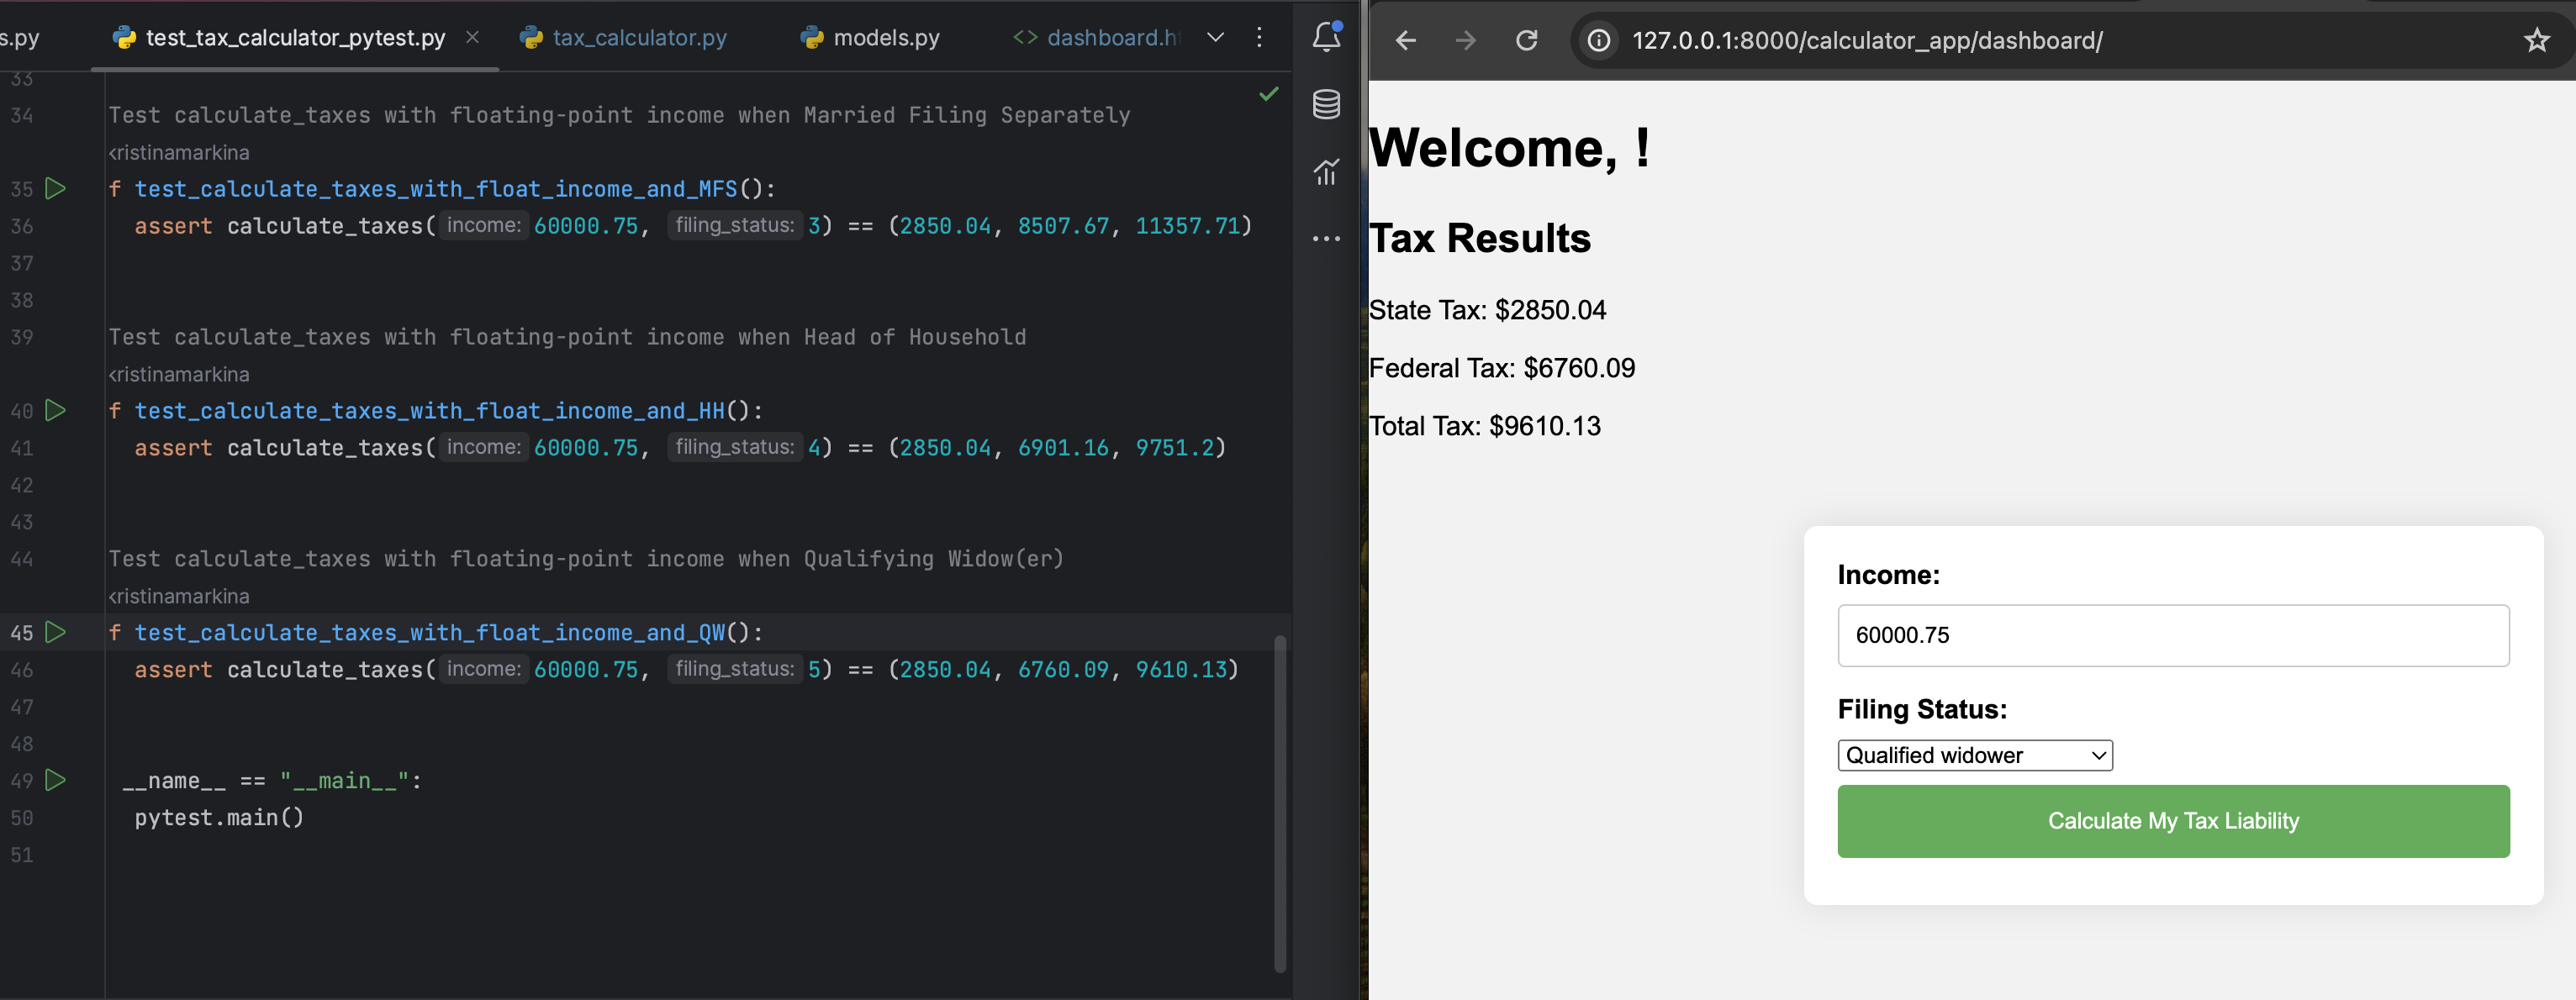 s.py
test_tax_calculator_pytest.py
tax_calculator.py
models.py
dashboard.h
33
34 Test calculate_taxes with floating-point income when Married Filing Separately
ristinamarkina
35 f test_calculate_taxes_with_float_income_and_MFS():
36 assert calculate_taxes( income: 60000.75, filing_status: 3) == (2850.04, 8507.67, 11357.71)
37
38
39 Test calculate_taxes with floating-point income when Head of Household
ristinamarkina
40 f test_calculate_taxes_with_float_income_and_HH():
41 assert calculate_taxes( income: 60000.75, filing_status: 4) == (2850.04, 6901.16, 9751.2)
42
43
44 Test calculate_taxes with floating-point income when Qualifying Widow(er)
ristinamarkina
45 f test_calculate_taxes_with_float_income_and_QW():
46 assert calculate_taxes( income: 60000.75, filing_status: 5) == (2850.04, 6760.09, 9610.13)
47
48
49 __name__ == "__main__":
50 pytest.main()
51
127.0.0.1:8000/calculator_app/dashboard/
Welcome, !
Tax Results
State Tax: $2850.04
Federal Tax: $6760.09
Total Tax: $9610.13
Income:
60000.75
Filing Status:
Qualified widower
Calculate My Tax Liability